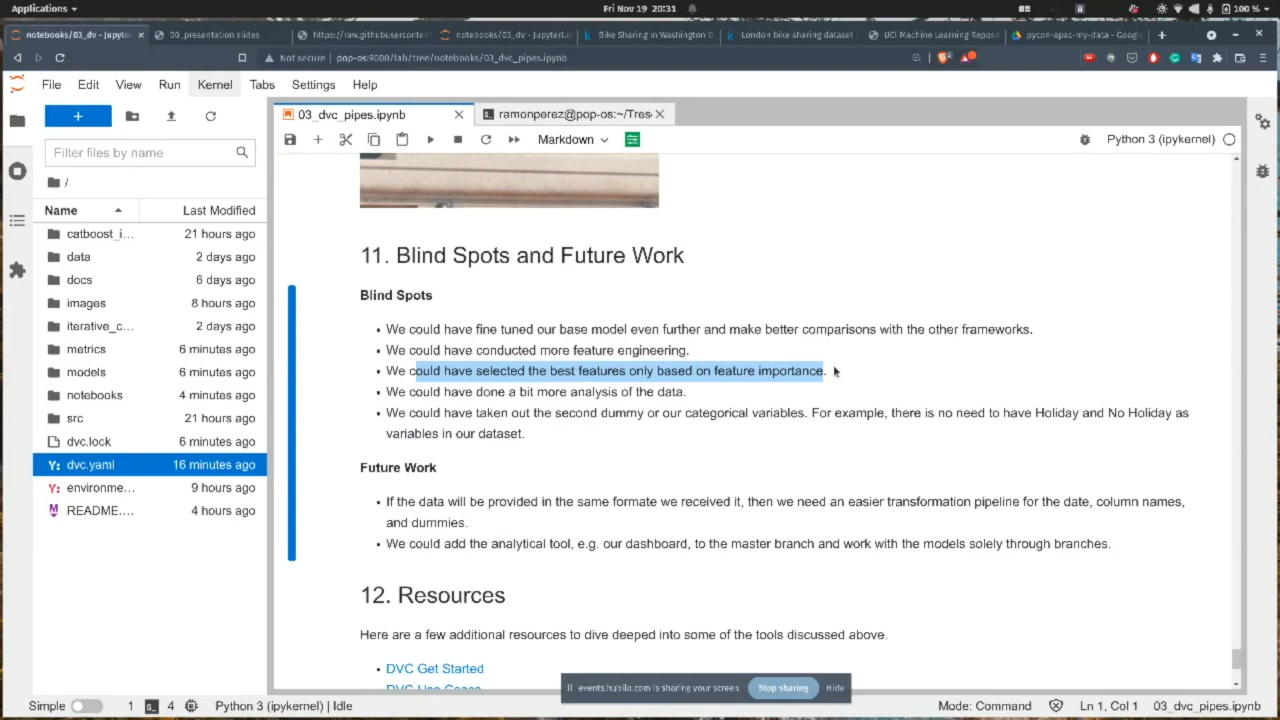 Applications
Fri Nov 19 20:31
100 %
notebooks/03_dv - Jupyter
00_presentation slides
https://raw.githubusercontent
notebooks/03_dv - JupyterLa
Bike Sharing in Washington D
London bike sharing dataset
UCI Machine Learning Reposit
pycon-apac-my-data - Google
Not secure
pop-os:9000/lab/tree/notebooks/03_dvc_pipes.ipynb
File Edit View Run Kernel Tabs Settings Help
03_dvc_pipes.ipynb
ramonperez@pop-os:~/Tres
Markdown
Python 3 (ipykernel)
Filter files by name
/
Name Last Modified
catboost_i... 21 hours ago
data 2 days ago
docs 6 days ago
images 8 hours ago
iterative_c... 2 days ago
metrics 6 minutes ago
models 6 minutes ago
notebooks 4 minutes ago
src 21 hours ago
dvc.lock 6 minutes ago
Y: dvc.yaml 16 minutes ago
Y: environme... 9 hours ago
README.... 4 hours ago
11. Blind Spots and Future Work
Blind Spots
• We could have fine tuned our base model even further and make better comparisons with the other frameworks.
• We could have conducted more feature engineering.
• We could have selected the best features only based on feature importance.
• We could have done a bit more analysis of the data.
• We could have taken out the second dummy or our categorical variables. For example, there is no need to have Holiday and No Holiday as
variables in our dataset.
Future Work
• If the data will be provided in the same formate we received it, then we need an easier transformation pipeline for the date, column names,
and dummies.
• We could add the analytical tool, e.g. our dashboard, to the master branch and work with the models solely through branches.
12. Resources
Here are a few additional resources to dive deeped into some of the tools discussed above.
• DVC Get Started
DVC Use Cases
events.hubilo.com is sharing your screen.
Stop sharing
Hide
Simple
1
4
Python 3 (ipykernel) | Idle
Mode: Command
Ln 1, Col 1
03_dvc_pipes.ipynb